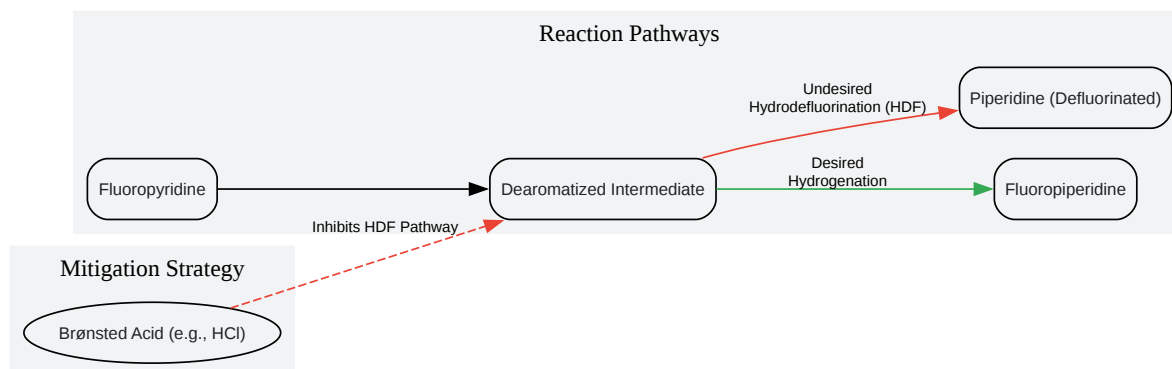 Reaction Pathways
Undesired
Hydrodefluorination (HDF)
Piperidine (Defluorinated)
Fluoropyridine
Dearomatized Intermediate
Desired
Hydrogenation
Fluoropiperidine
Inhibits HDF Pathway
Mitigation Strategy
Brønsted Acid (e.g., HCl)